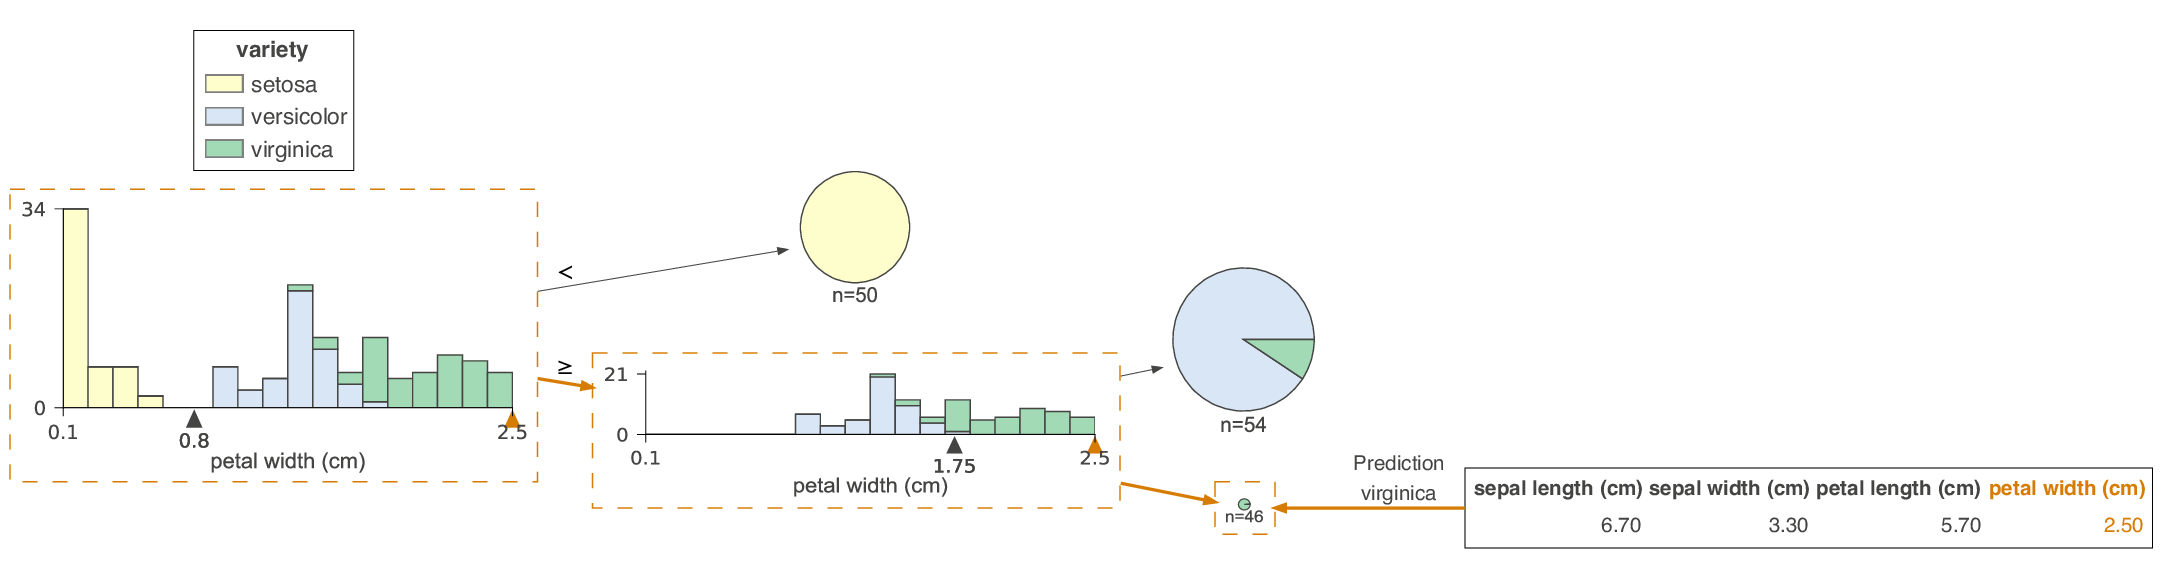 variety
setosa
versicolor
virginica
34
0
0.1
0.8
2.5
petal width (cm)
<
≥
n=50
21
0
0.1
1.75
2.5
petal width (cm)
n=54
n=46
Prediction
virginica
sepal length (cm) sepal width (cm) petal length (cm) petal width (cm)
6.70 3.30 5.70 2.50